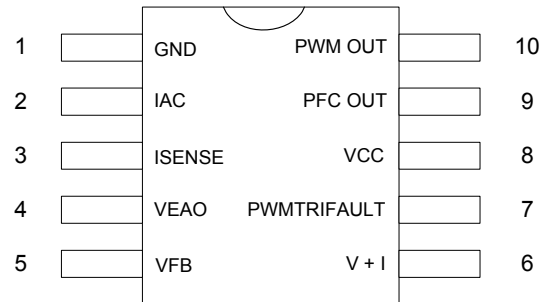 1 GND PWM OUT 10
2 IAC PFC OUT 9
3 ISENSE VCC 8
4 VEAO PWMTRIFAULT 7
5 VFB V + I 6